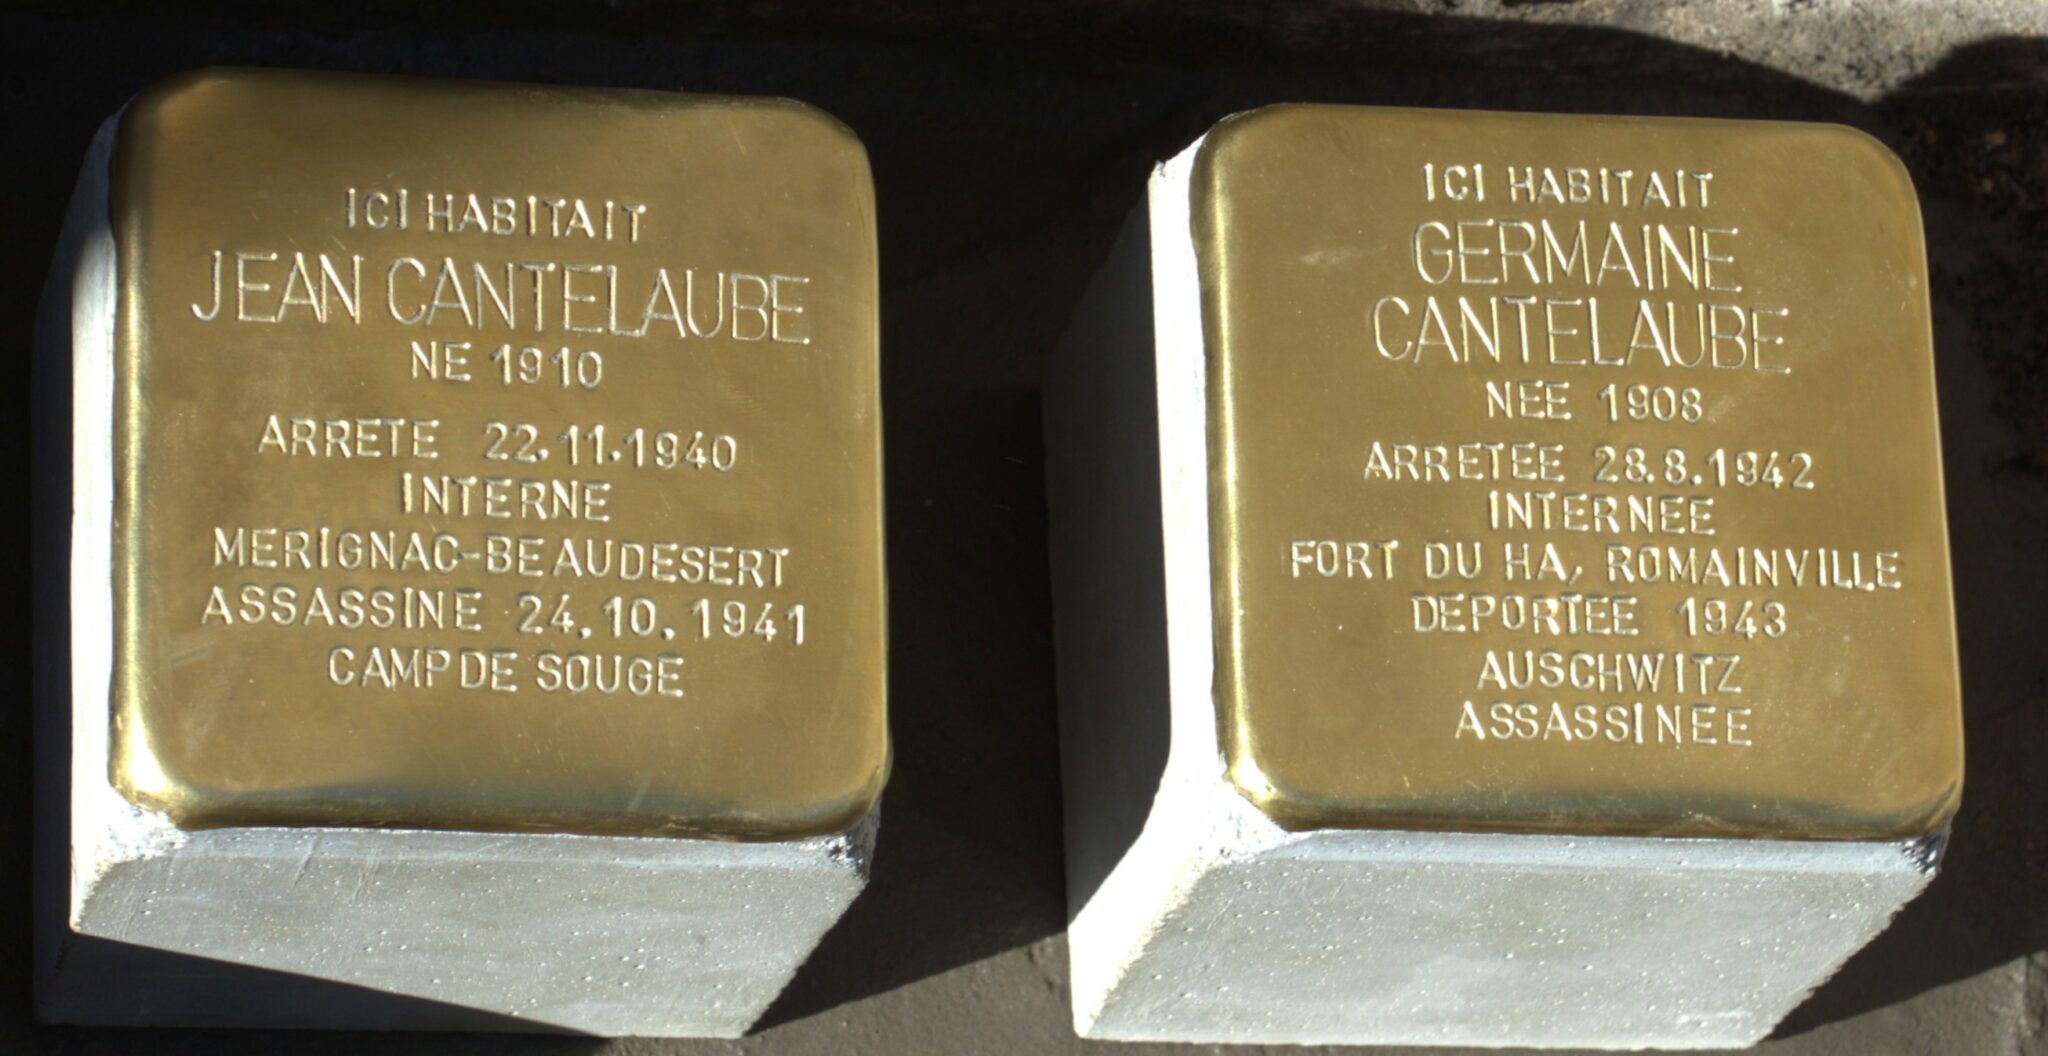 ICI HABITAIT
JEAN CANTELAUBE
NE 1910
ARRETE 22.11.1940
INTERNE
MERIGNAC-BEAUDESERT
ASSASSINE 24.10.1941
CAMP DE SOUGE
ICI HABITAIT
GERMAINE
CANTELAUBE
NEE 1908
ARRETEE 28.8.1942
INTERNEE
FORT DU HA, ROMAINVILLE
DEPORTEE 1943
AUSCHWITZ
ASSASSINEE